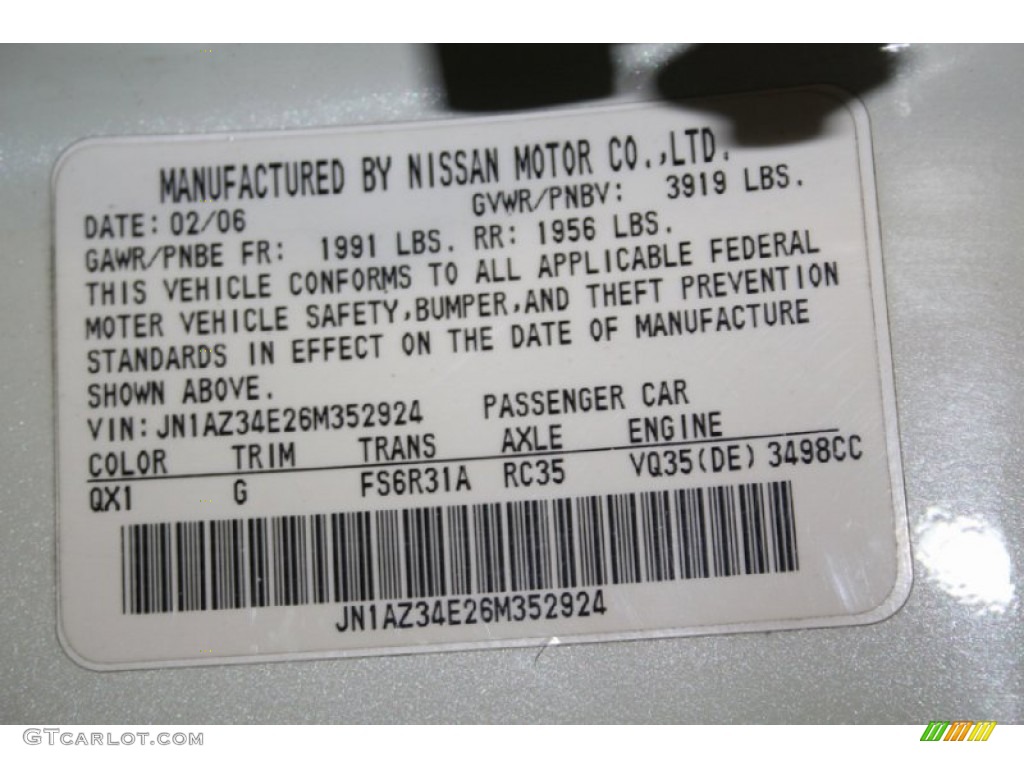 MANUFACTURED BY NISSAN MOTOR CO.,LTD.
DATE: 02/06 GVWR/PNBV: 3919 LBS.
GAWR/PNBE FR: 1991 LBS. RR: 1956 LBS.
THIS VEHICLE CONFORMS TO ALL APPLICABLE FEDERAL
MOTER VEHICLE SAFETY,BUMPER,AND THEFT PREVENTION
STANDARDS IN EFFECT ON THE DATE OF MANUFACTURE
SHOWN ABOVE.
VIN: JN1AZ34E26M352924 PASSENGER CAR
COLOR TRIM TRANS AXLE ENGINE
QX1 G FS6R31A RC35 VQ35(DE) 3498CC
JN1AZ34E26M352924
GTCARLOT.COM